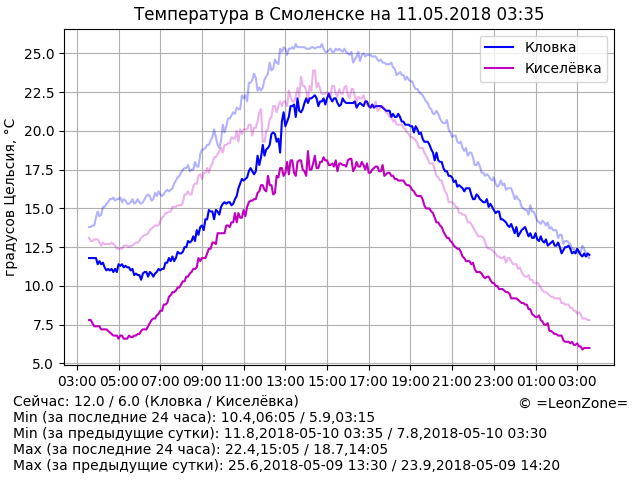 Температура в Смоленске на 11.05.2018 03:35
градусов Цельсия, °C
25.0
22.5
20.0
17.5
15.0
12.5
10.0
7.5
5.0
Кловка
Киселёвка
03:00 05:00 07:00 09:00 11:00 13:00 15:00 17:00 19:00 21:00 23:00 01:00 03:00
Сейчас: 12.0 / 6.0 (Кловка / Киселёвка)
© =LeonZone=
Min (за последние 24 часа): 10.4,06:05 / 5.9,03:15
Min (за предыдущие сутки): 11.8,2018-05-10 03:35 / 7.8,2018-05-10 03:30
Max (за последние 24 часа): 22.4,15:05 / 18.7,14:05
Max (за предыдущие сутки): 25.6,2018-05-09 13:30 / 23.9,2018-05-09 14:20